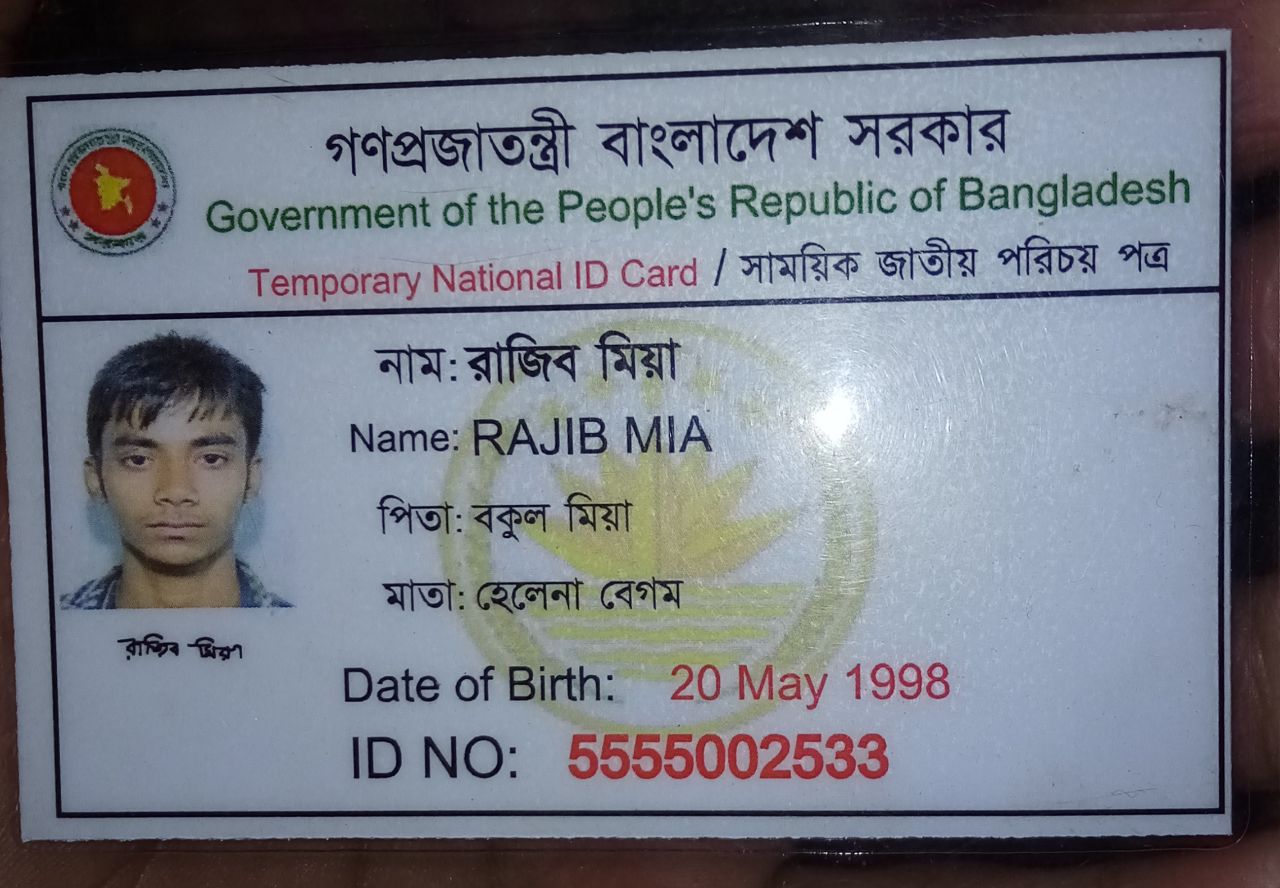 গণপ্রজাতন্ত্রী বাংলাদেশ সরকার
Government of the People's Republic of Bangladesh
Temporary National ID Card / সাময়িক জাতীয় পরিচয় পত্র
নাম: রাজিব মিয়া
Name: RAJIB MIA
পিতা: বকুল মিয়া
মাতা: হেলেনা বেগম
রাজিব মিয়া
Date of Birth: 20 May 1998
ID NO: 5555002533